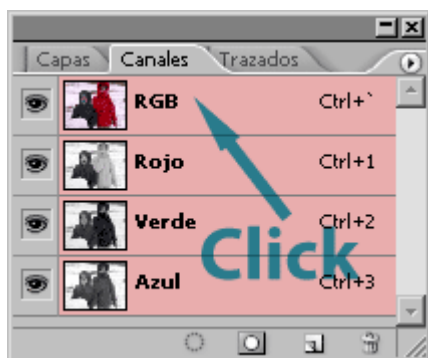 Capas Canales Trazados
RGB Ctrl+`
Rojo Ctrl+1
Verde Ctrl+2
Click
Azul Ctrl+3